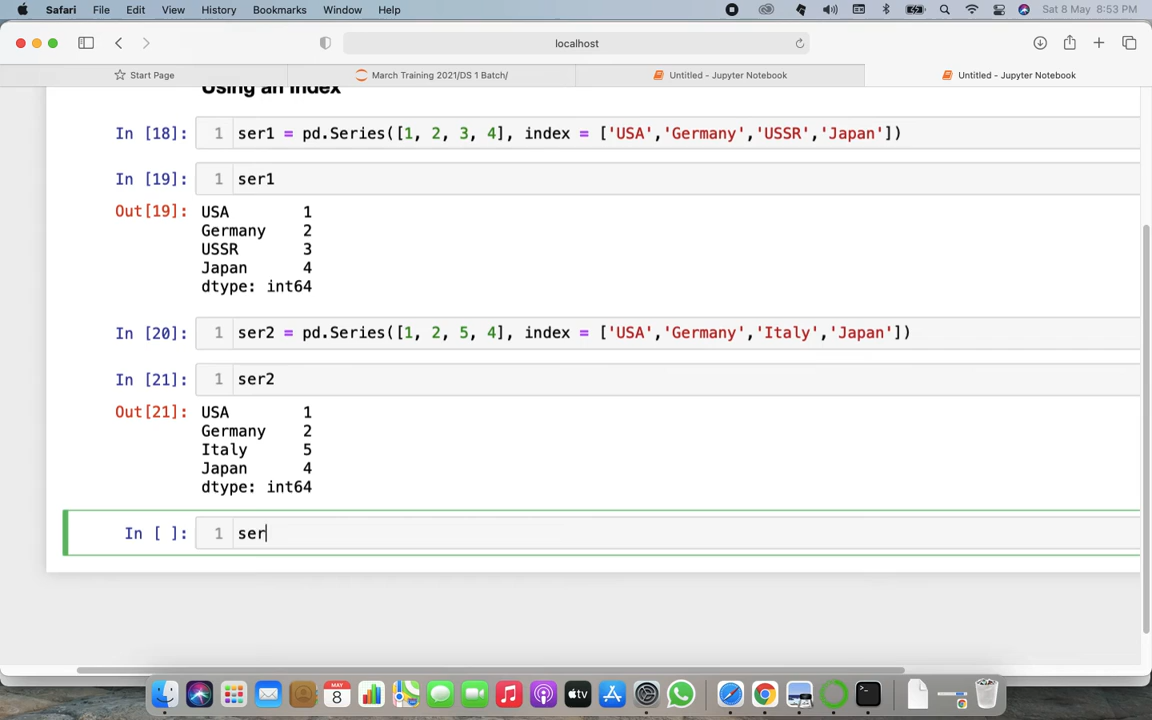 Safari File Edit View History Bookmarks Window Help Sat 8 May 8:53 PM
localhost
Start Page March Training 2021/DS 1 Batch/ Untitled - Jupyter Notebook Untitled - Jupyter Notebook
Using an Index
In [18]: 1 ser1 = pd.Series([1, 2, 3, 4], index = ['USA','Germany','USSR','Japan'])
In [19]: 1 ser1
Out[19]: USA 1
Germany 2
USSR 3
Japan 4
dtype: int64
In [20]: 1 ser2 = pd.Series([1, 2, 5, 4], index = ['USA','Germany','Italy','Japan'])
In [21]: 1 ser2
Out[21]: USA 1
Germany 2
Italy 5
Japan 4
dtype: int64
In [ ]: 1 ser
MAY
8
tv